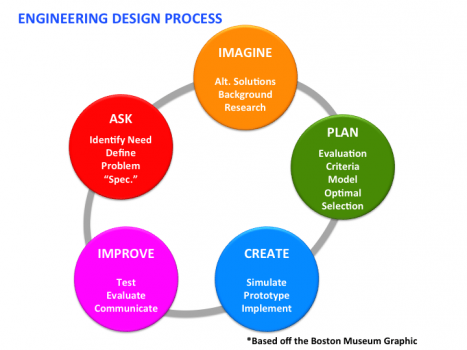 ENGINEERING DESIGN PROCESS
IMAGINE
Alt. Solutions
Background
Research
ASK
Identify Need
Define
Problem
“Spec.”
PLAN
Evaluation
Criteria
Model
Optimal
Selection
IMPROVE
Test
Evaluate
Communicate
CREATE
Simulate
Prototype
Implement
*Based off the Boston Museum Graphic